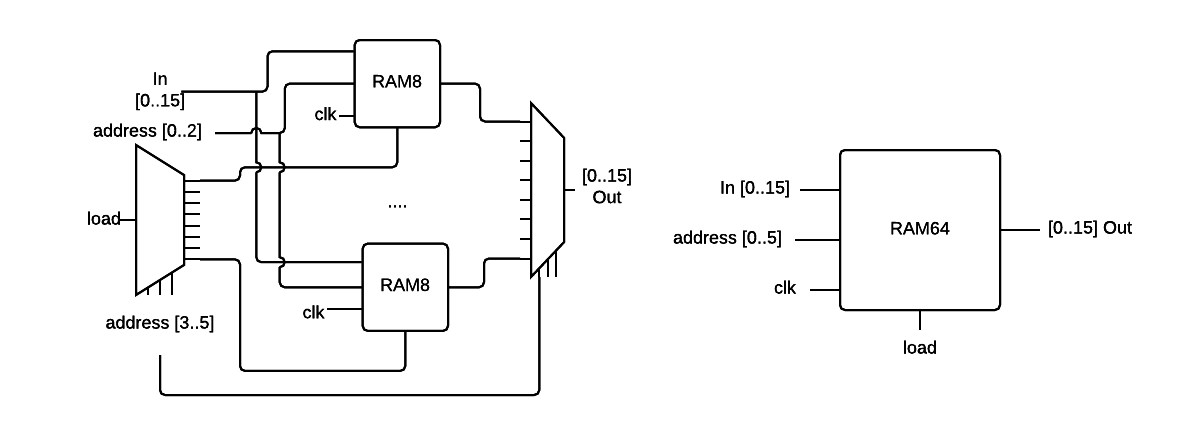 In
[0..15]
address [0..2]
load
address [3..5]
RAM8
clk
....
RAM8
clk
[0..15]
Out
In [0..15]
address [0..5]
clk
RAM64
[0..15] Out
load